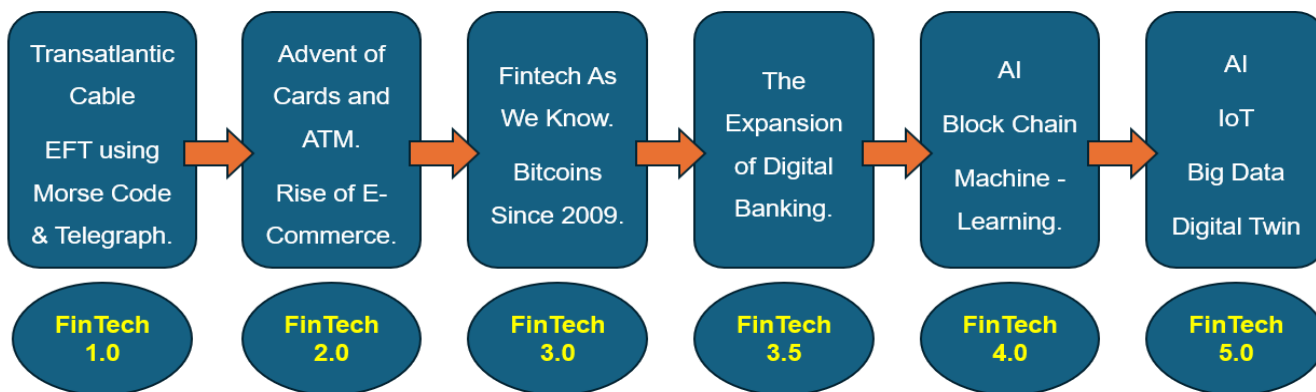 Transatlantic
Cable
EFT using
Morse Code
& Telegraph.
Advent of
Cards and
ATM.
Rise of E-
Commerce.
Fintech As
We Know.
Bitcoins
Since 2009.
The
Expansion
of Digital
Banking.
AI
Block Chain
Machine -
Learning.
AI
IoT
Big Data
Digital Twin
FinTech
1.0
FinTech
2.0
FinTech
3.0
FinTech
3.5
FinTech
4.0
FinTech
5.0